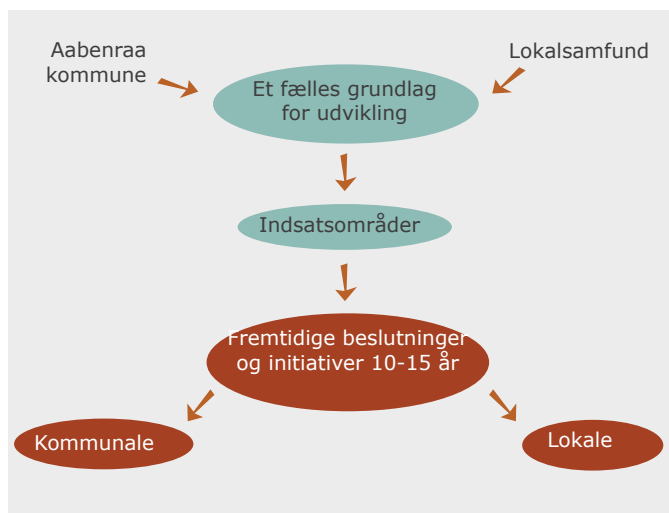 Aabenraa
kommune
Lokalsamfund
Et fælles grundlag
for udvikling
Indsatsområder
Fremtidige beslutninger
og initiativer 10-15 år
Kommunale
Lokale